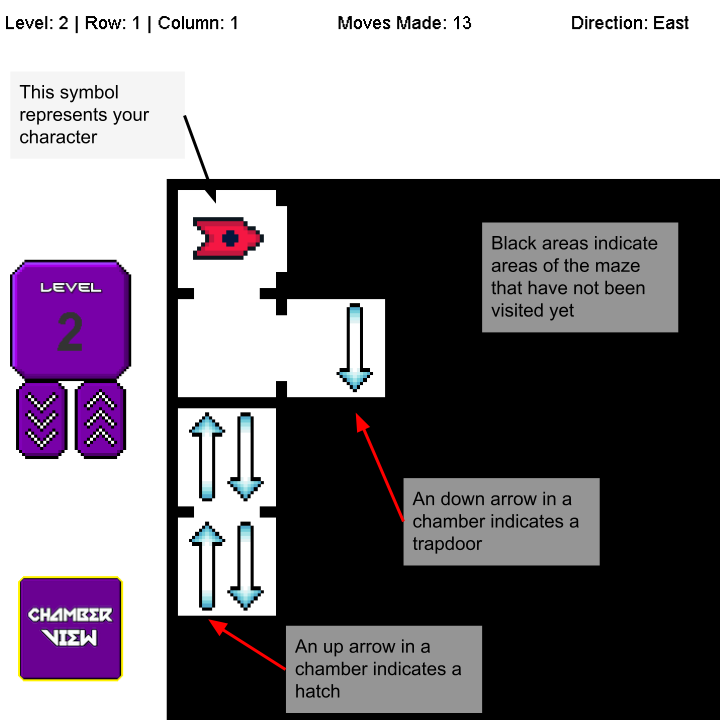 Level: 2 | Row: 1 | Column: 1 Moves Made: 13 Direction: East
This symbol
represents your
character
Black areas indicate
areas of the maze
that have not been
visited yet
LEVEL
2
An down arrow in a
chamber indicates a
trapdoor
CHAMBER
VIEW
An up arrow in a
chamber indicates a
hatch